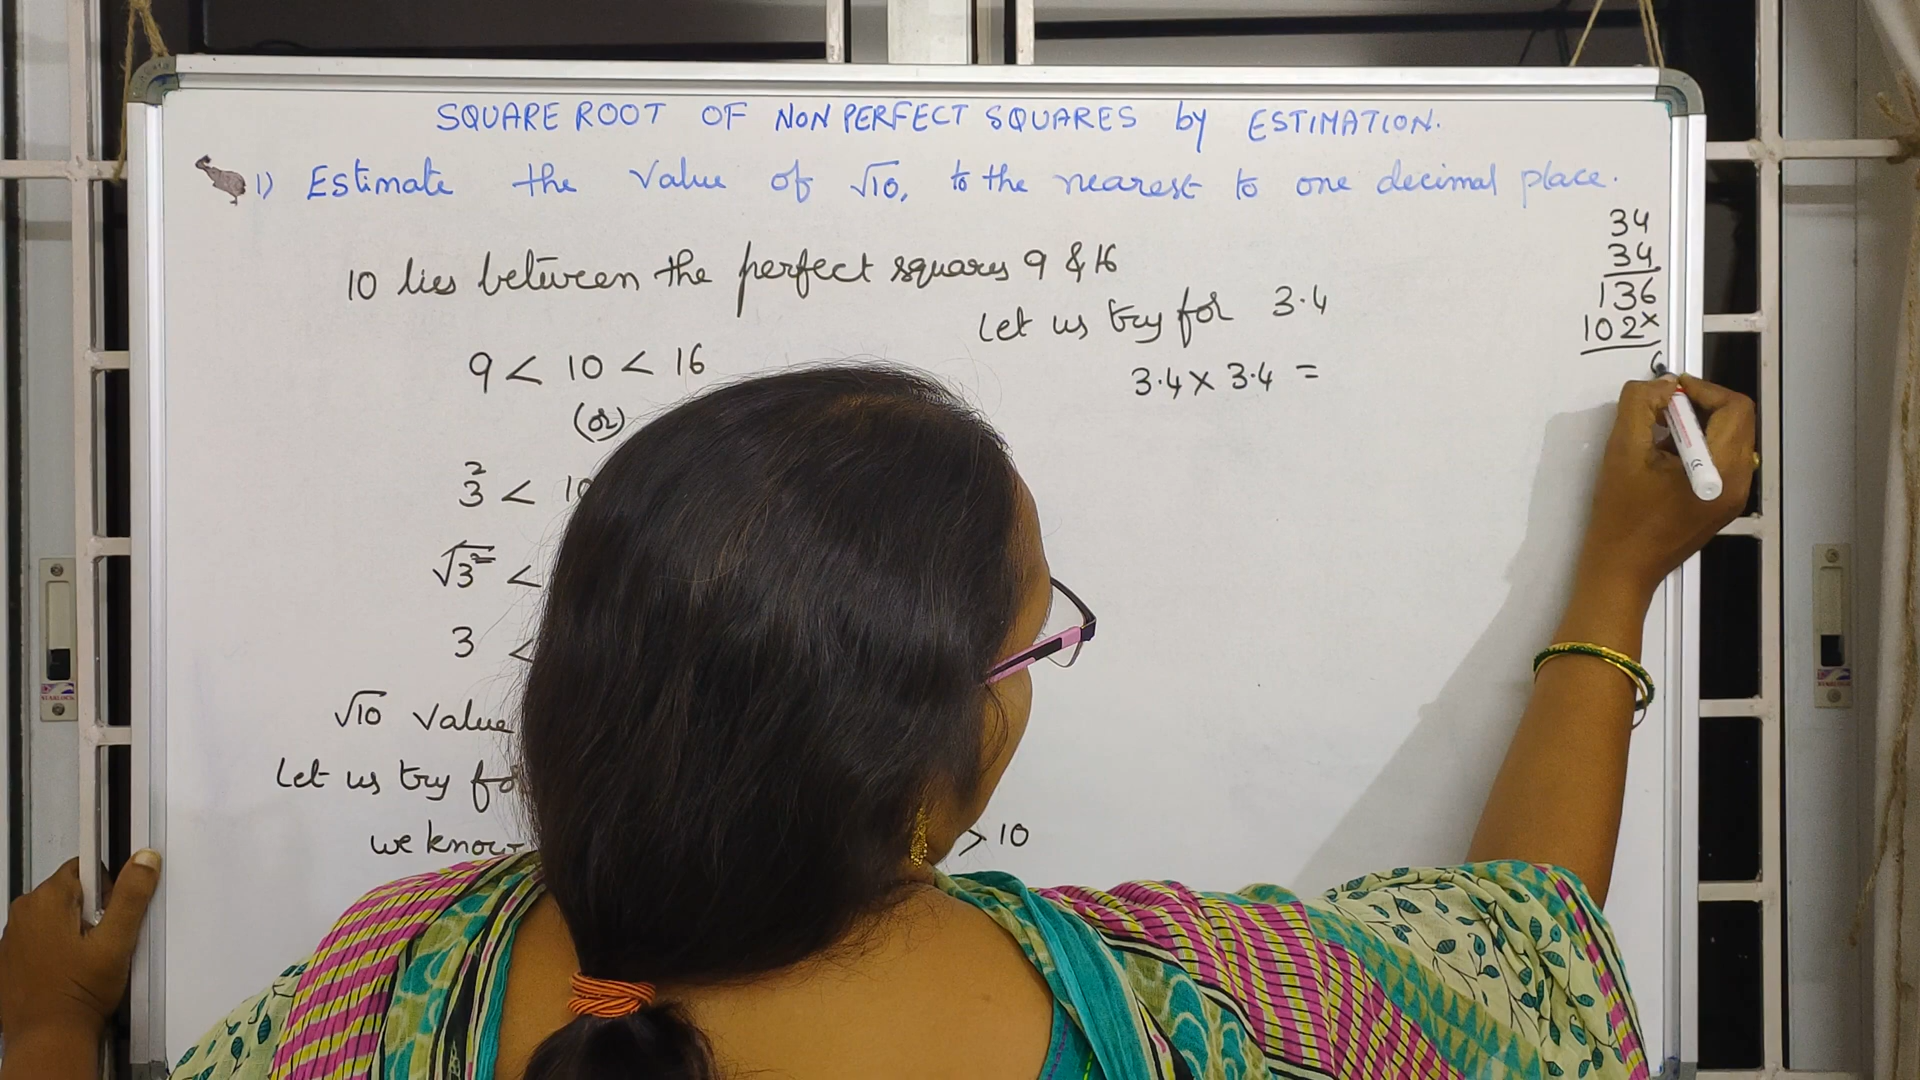 SQUARE ROOT OF NON PERFECT SQUARES by ESTIMATION.
1) Estimate the value of √10, to the nearest to one decimal place.
10 lies between the perfect squares 9 & 16
9 < 10 < 16
(or)
3² < 10
√3² <
3 <
√10 value
Let us try fo
we know
> 10
Let us try for 3.4
3.4 x 3.4 =
34
34
136
102x
6